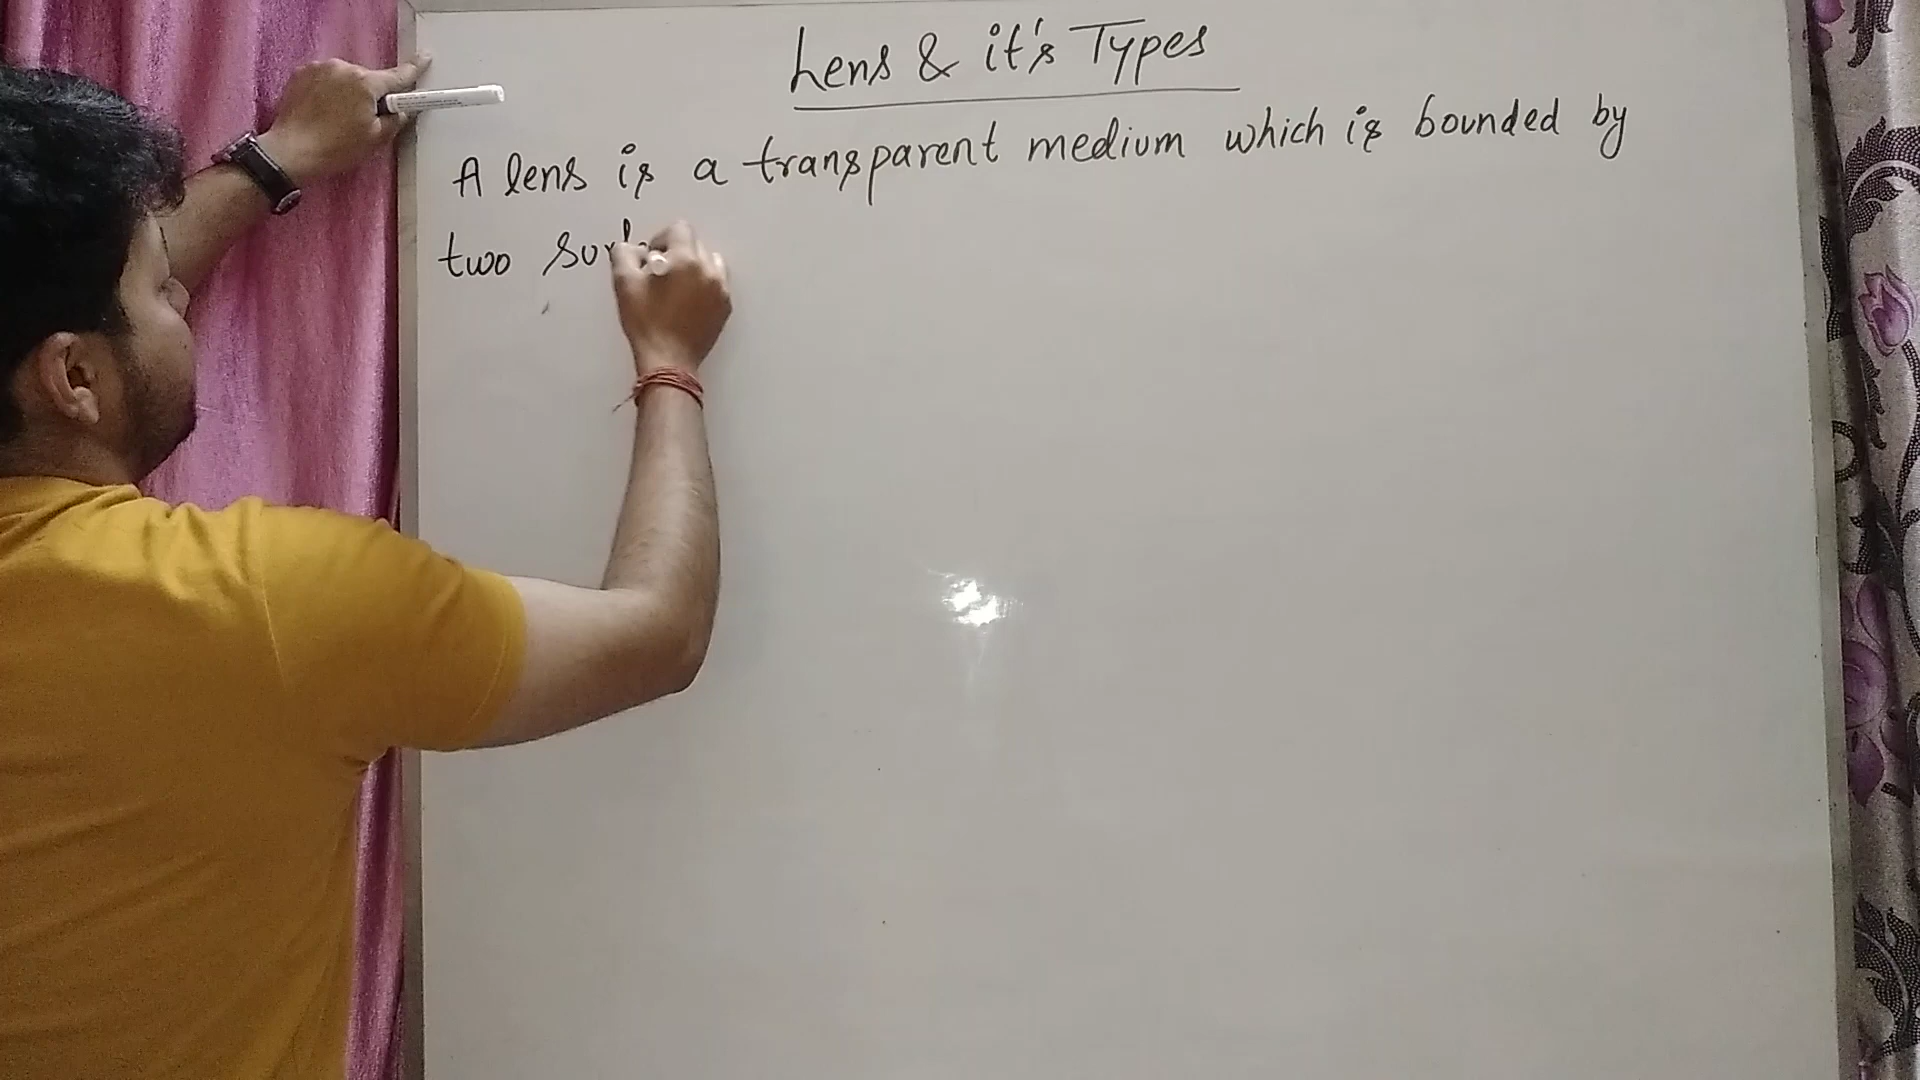 Lens & it's Types
A lens is a transparent medium which is bounded by
two